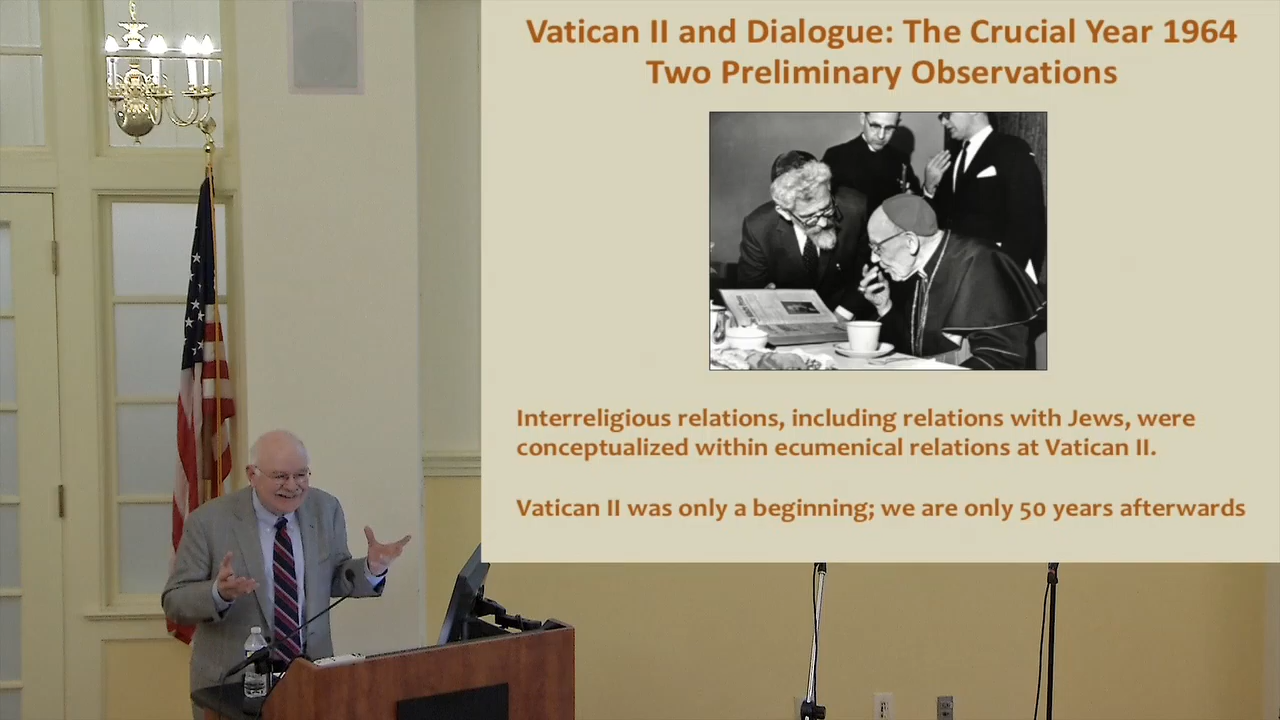 Vatican II and Dialogue: The Crucial Year 1964
Two Preliminary Observations
Interreligious relations, including relations with Jews, were
conceptualized within ecumenical relations at Vatican II.
Vatican II was only a beginning; we are only 50 years afterwards